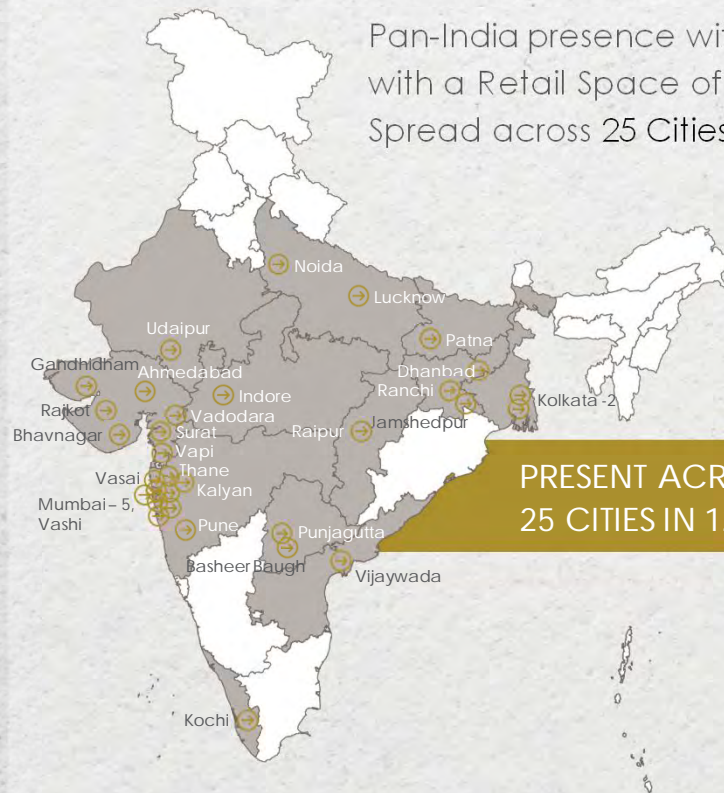 Pan-India presence wit
with a Retail Space of
Spread across 25 Cities
Noida
Lucknow
Udaipur
Patna
Gandhidham
Ahmedabad
Dhanbad
Indore
Ranchi
Kolkata -2
Rajkot
Vadodara
Jamshedpur
Bhavnagar
Surat
Raipur
Vapi
Thane
Vasai
Kalyan
PRESENT ACR
25 CITIES IN 1
Mumbai – 5,
Vashi
Pune
Punjagutta
Basheer Baugh
Vijaywada
Kochi